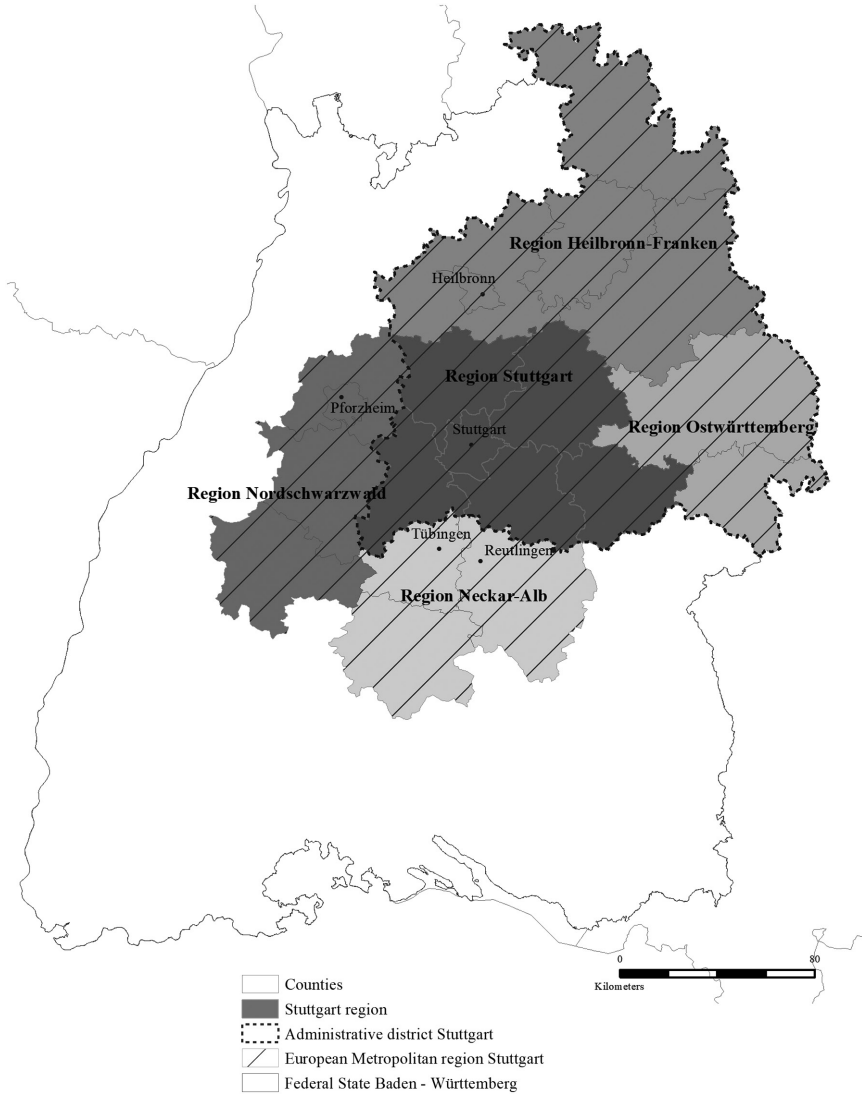 Region Heilbronn-Franken
Heilbronn
Region Stuttgart
Pforzheim
Stuttgart
Region Ostwürttemberg
Region Nordschwarzwald
Tübingen
Reutlingen
Region Neckar-Alb
0 80
Kilometers
Counties
Stuttgart region
Administrative district Stuttgart
European Metropolitan region Stuttgart
Federal State Baden - Württemberg